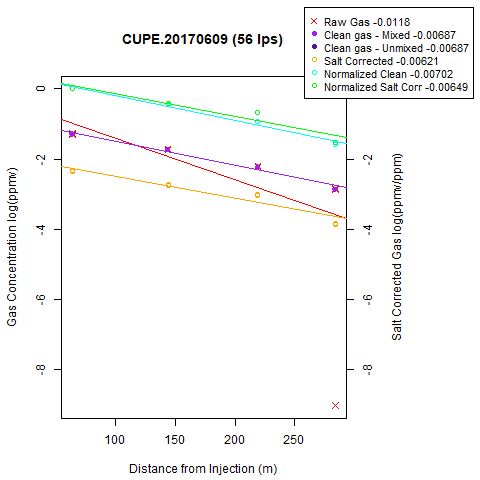 CUPE.20170609 (56 lps)
Raw Gas -0.0118
Clean gas - Mixed -0.00687
Clean gas - Unmixed -0.00687
Salt Corrected -0.00621
Normalized Clean -0.00702
Normalized Salt Corr -0.00649
Gas Concentration log(ppmv)
0
-2
-4
-6
-8
-2
-4
-6
-8
Salt Corrected Gas log(ppmv/ppm)
100 150 200 250
Distance from Injection (m)